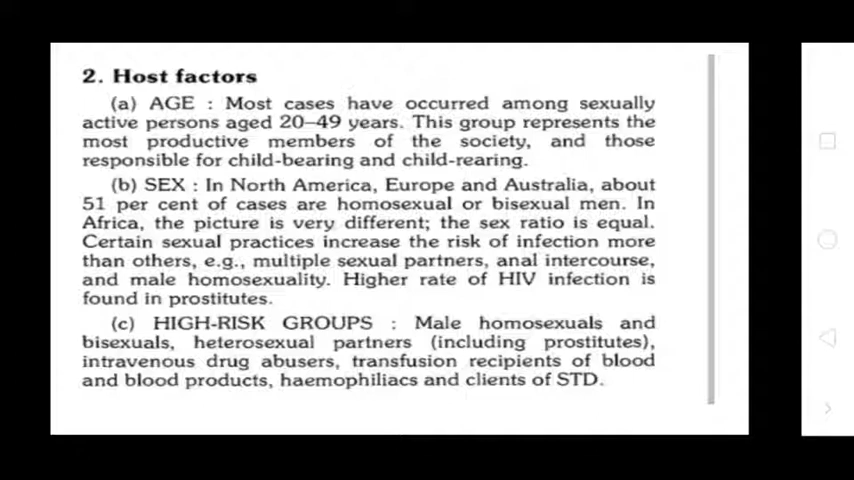 2. Host factors
(a) AGE : Most cases have occurred among sexually
active persons aged 20–49 years. This group represents the
most productive members of the society, and those
responsible for child-bearing and child-rearing.
(b) SEX : In North America, Europe and Australia, about
51 per cent of cases are homosexual or bisexual men. In
Africa, the picture is very different; the sex ratio is equal.
Certain sexual practices increase the risk of infection more
than others, e.g., multiple sexual partners, anal intercourse,
and male homosexuality. Higher rate of HIV infection is
found in prostitutes.
(c) HIGH-RISK GROUPS : Male homosexuals and
bisexuals, heterosexual partners (including prostitutes),
intravenous drug abusers, transfusion recipients of blood
and blood products, haemophiliacs and clients of STD.